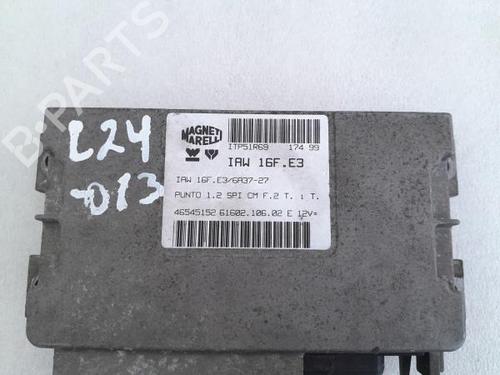 B-PARTS
L24
-013
MAGNETI
MARELLI
ITP51R69 174 99
IAW 16F.E3
IAW 16F.E3/6A37-27
PUNTO 1.2 SPI CM F.2 T. : T.
46545152 61602.106.02 E 12V=